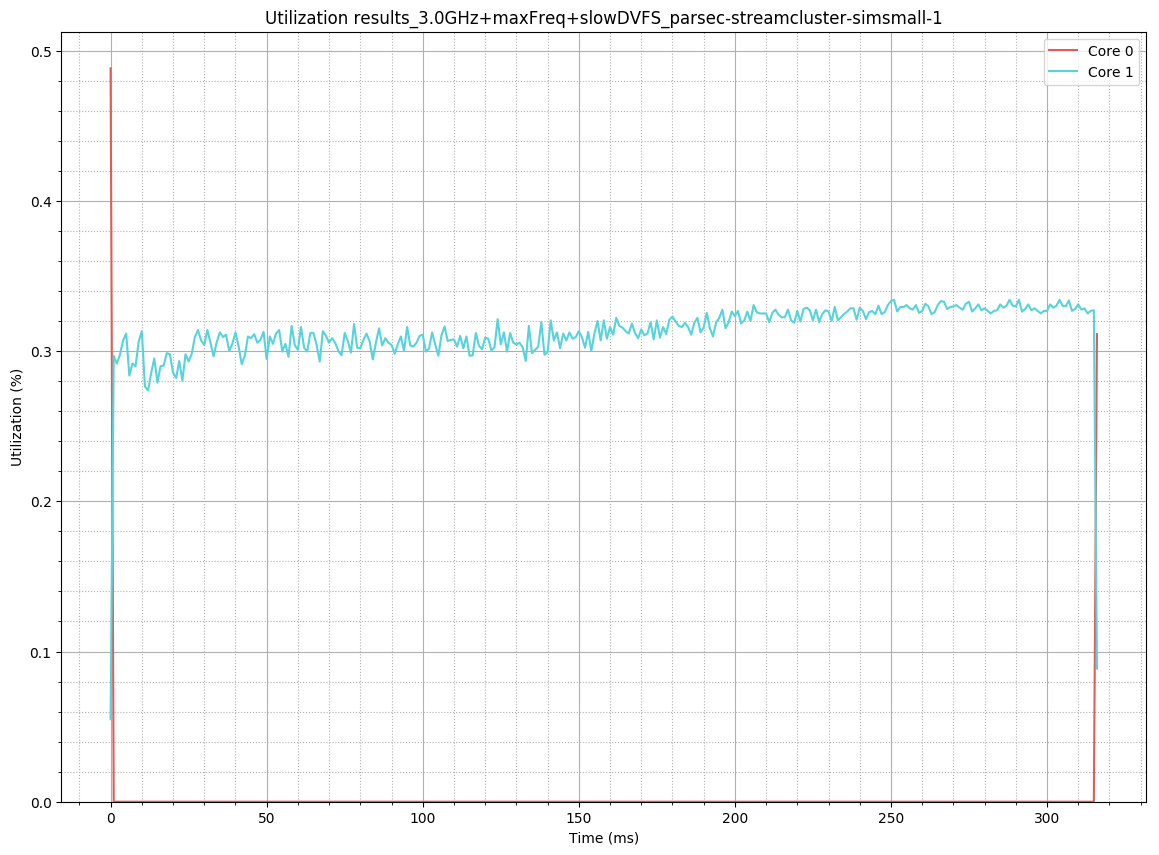 Utilization results_3.0GHz+maxFreq+slowDVFS_parsec-streamcluster-simsmall-1
Core 0
Core 1
Utilization (%)
0.5
0.4
0.3
0.2
0.1
0.0
0 50 100 150 200 250 300
Time (ms)